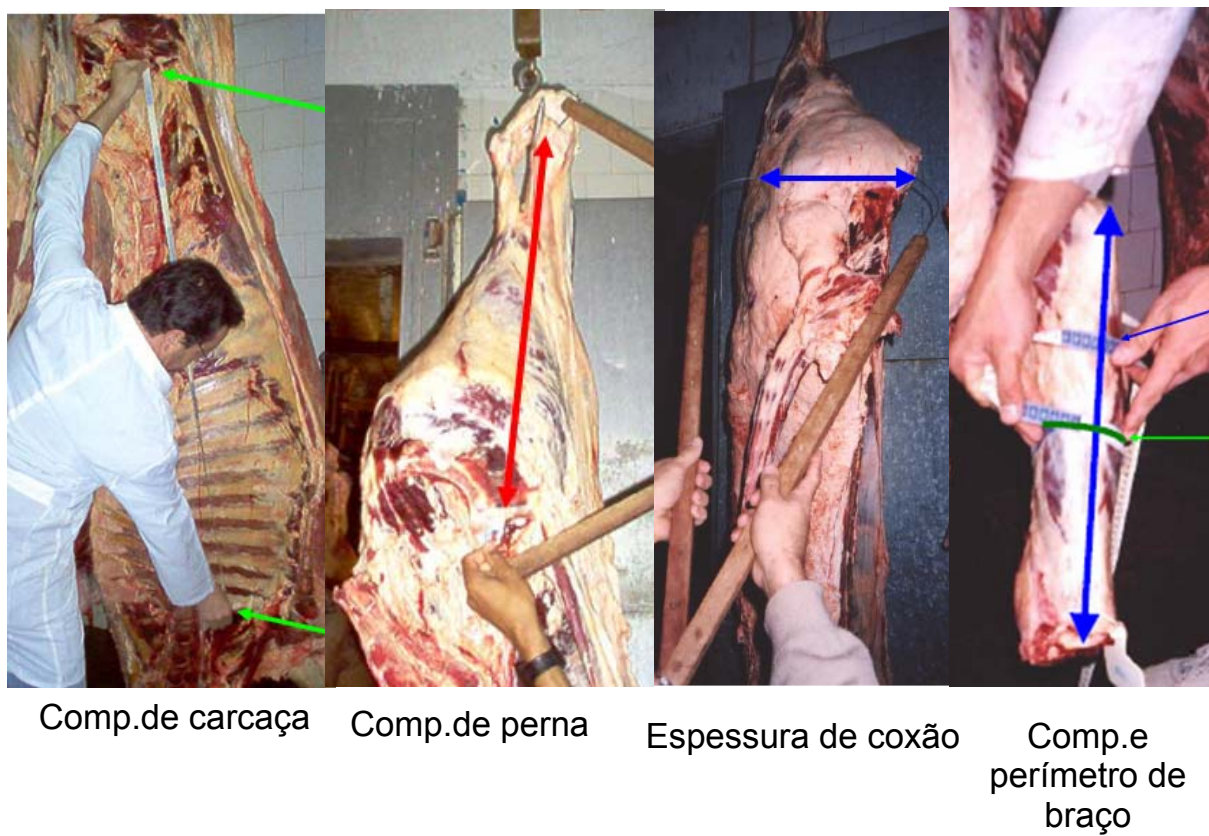 Comp.de carcaça
Comp.de perna
Espessura de coxão
Comp.e
perímetro de
braço